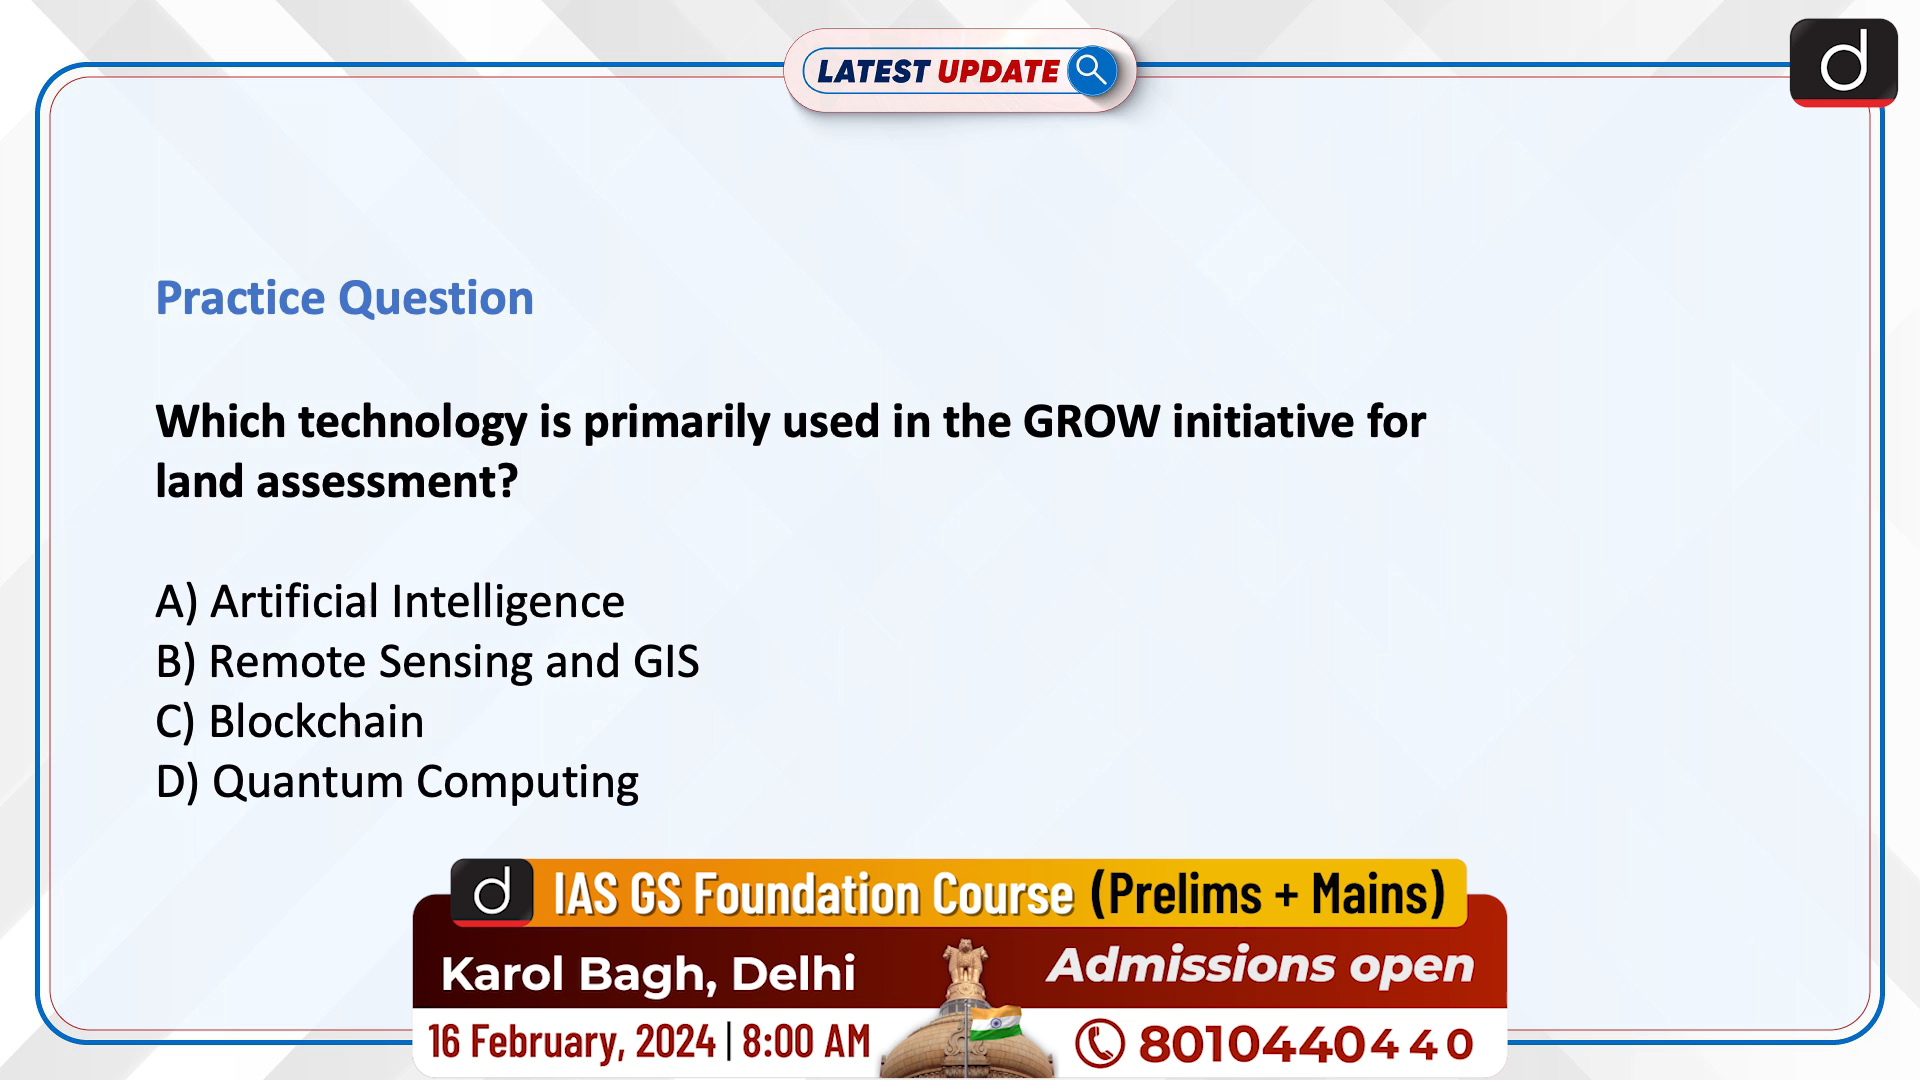 LATEST UPDATE
d
Practice Question
Which technology is primarily used in the GROW initiative for
land assessment?
A) Artificial Intelligence
B) Remote Sensing and GIS
C) Blockchain
D) Quantum Computing
d IAS GS Foundation Course (Prelims + Mains)
Karol Bagh, Delhi
Admissions open
16 February, 2024 | 8:00 AM
8010440440